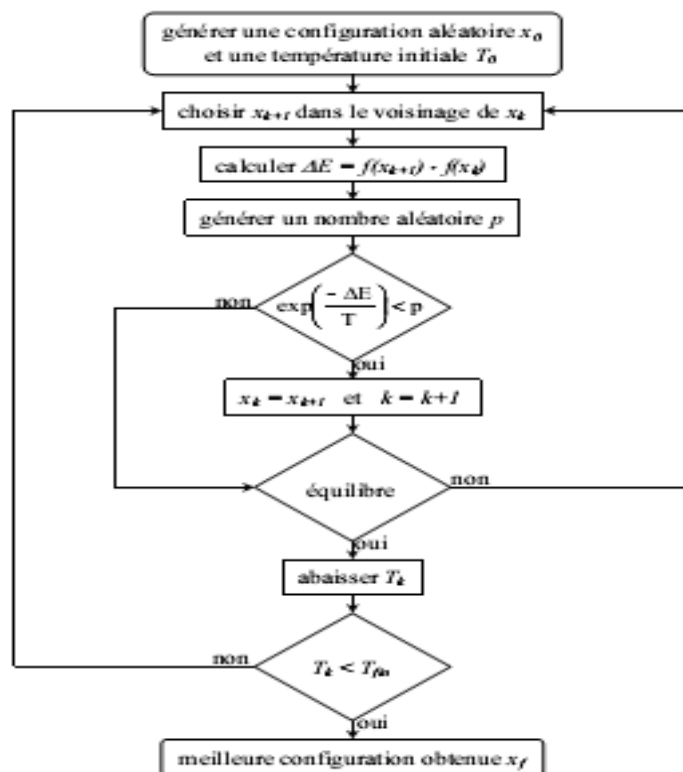 générer une configuration aléatoire x₀
et une température initiale T₀
choisir xₖ₊₁ dans le voisinage de xₖ
calculer ΔE = f(xₖ₊₁) - f(xₖ)
générer un nombre aléatoire p
non
exp(-ΔE/T) < p
oui
xₖ = xₖ₊₁ et k = k+1
équilibre
non
oui
abaisser Tₖ
non
Tₖ < T_fin
oui
meilleure configuration obtenue x_f